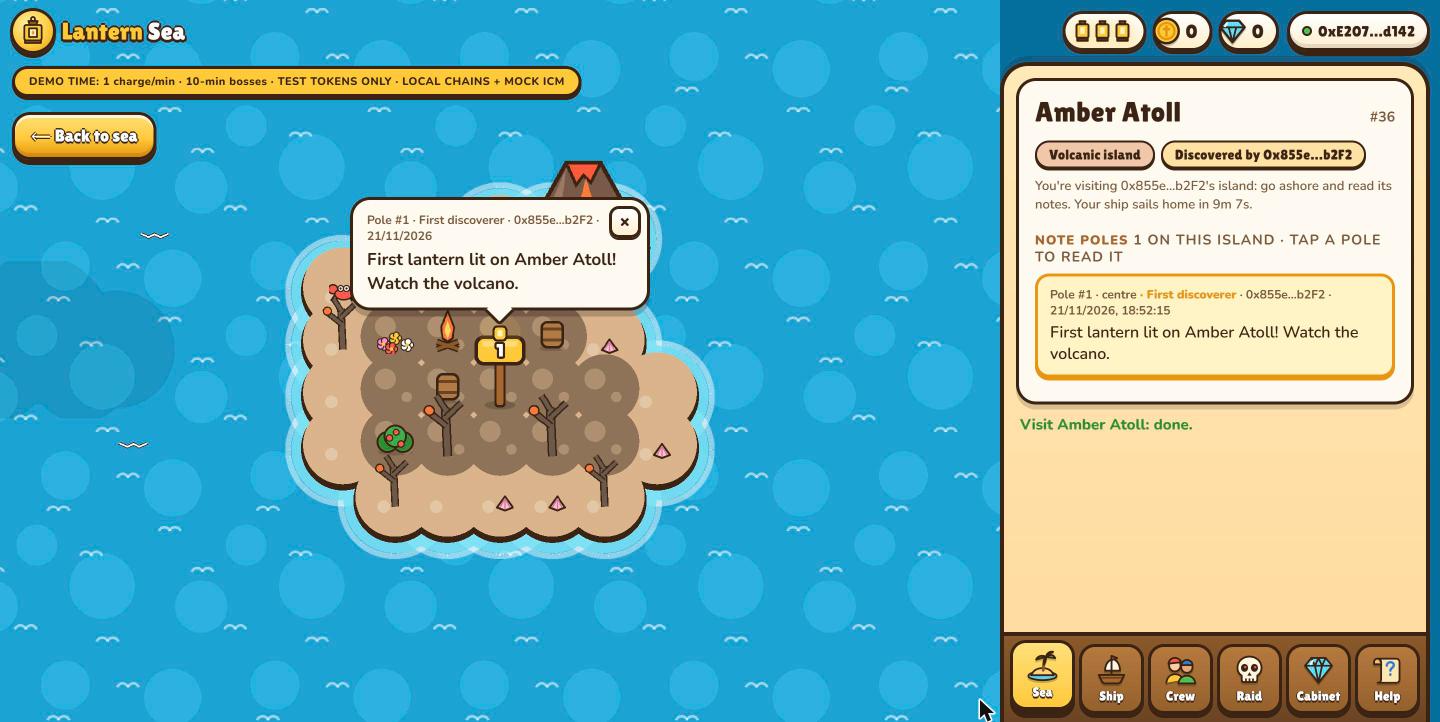 Lantern Sea
DEMO TIME: 1 charge/min · 10-min bosses · TEST TOKENS ONLY · LOCAL CHAINS + MOCK ICM
← Back to sea
Pole #1 · First discoverer · 0x855e…b2F2 ·
21/11/2026
×
First lantern lit on Amber Atoll!
Watch the volcano.
1
0
0
0xE207…d142
Amber Atoll
#36
Volcanic island
Discovered by 0x855e…b2F2
You're visiting 0x855e…b2F2's island: go ashore and read its
notes. Your ship sails home in 9m 7s.
NOTE POLES 1 ON THIS ISLAND · TAP A POLE
TO READ IT
Pole #1 · centre · First discoverer · 0x855e…b2F2 ·
21/11/2026, 18:52:15
First lantern lit on Amber Atoll! Watch the
volcano.
Visit Amber Atoll: done.
Sea
Ship
Crew
Raid
Cabinet
?
Help